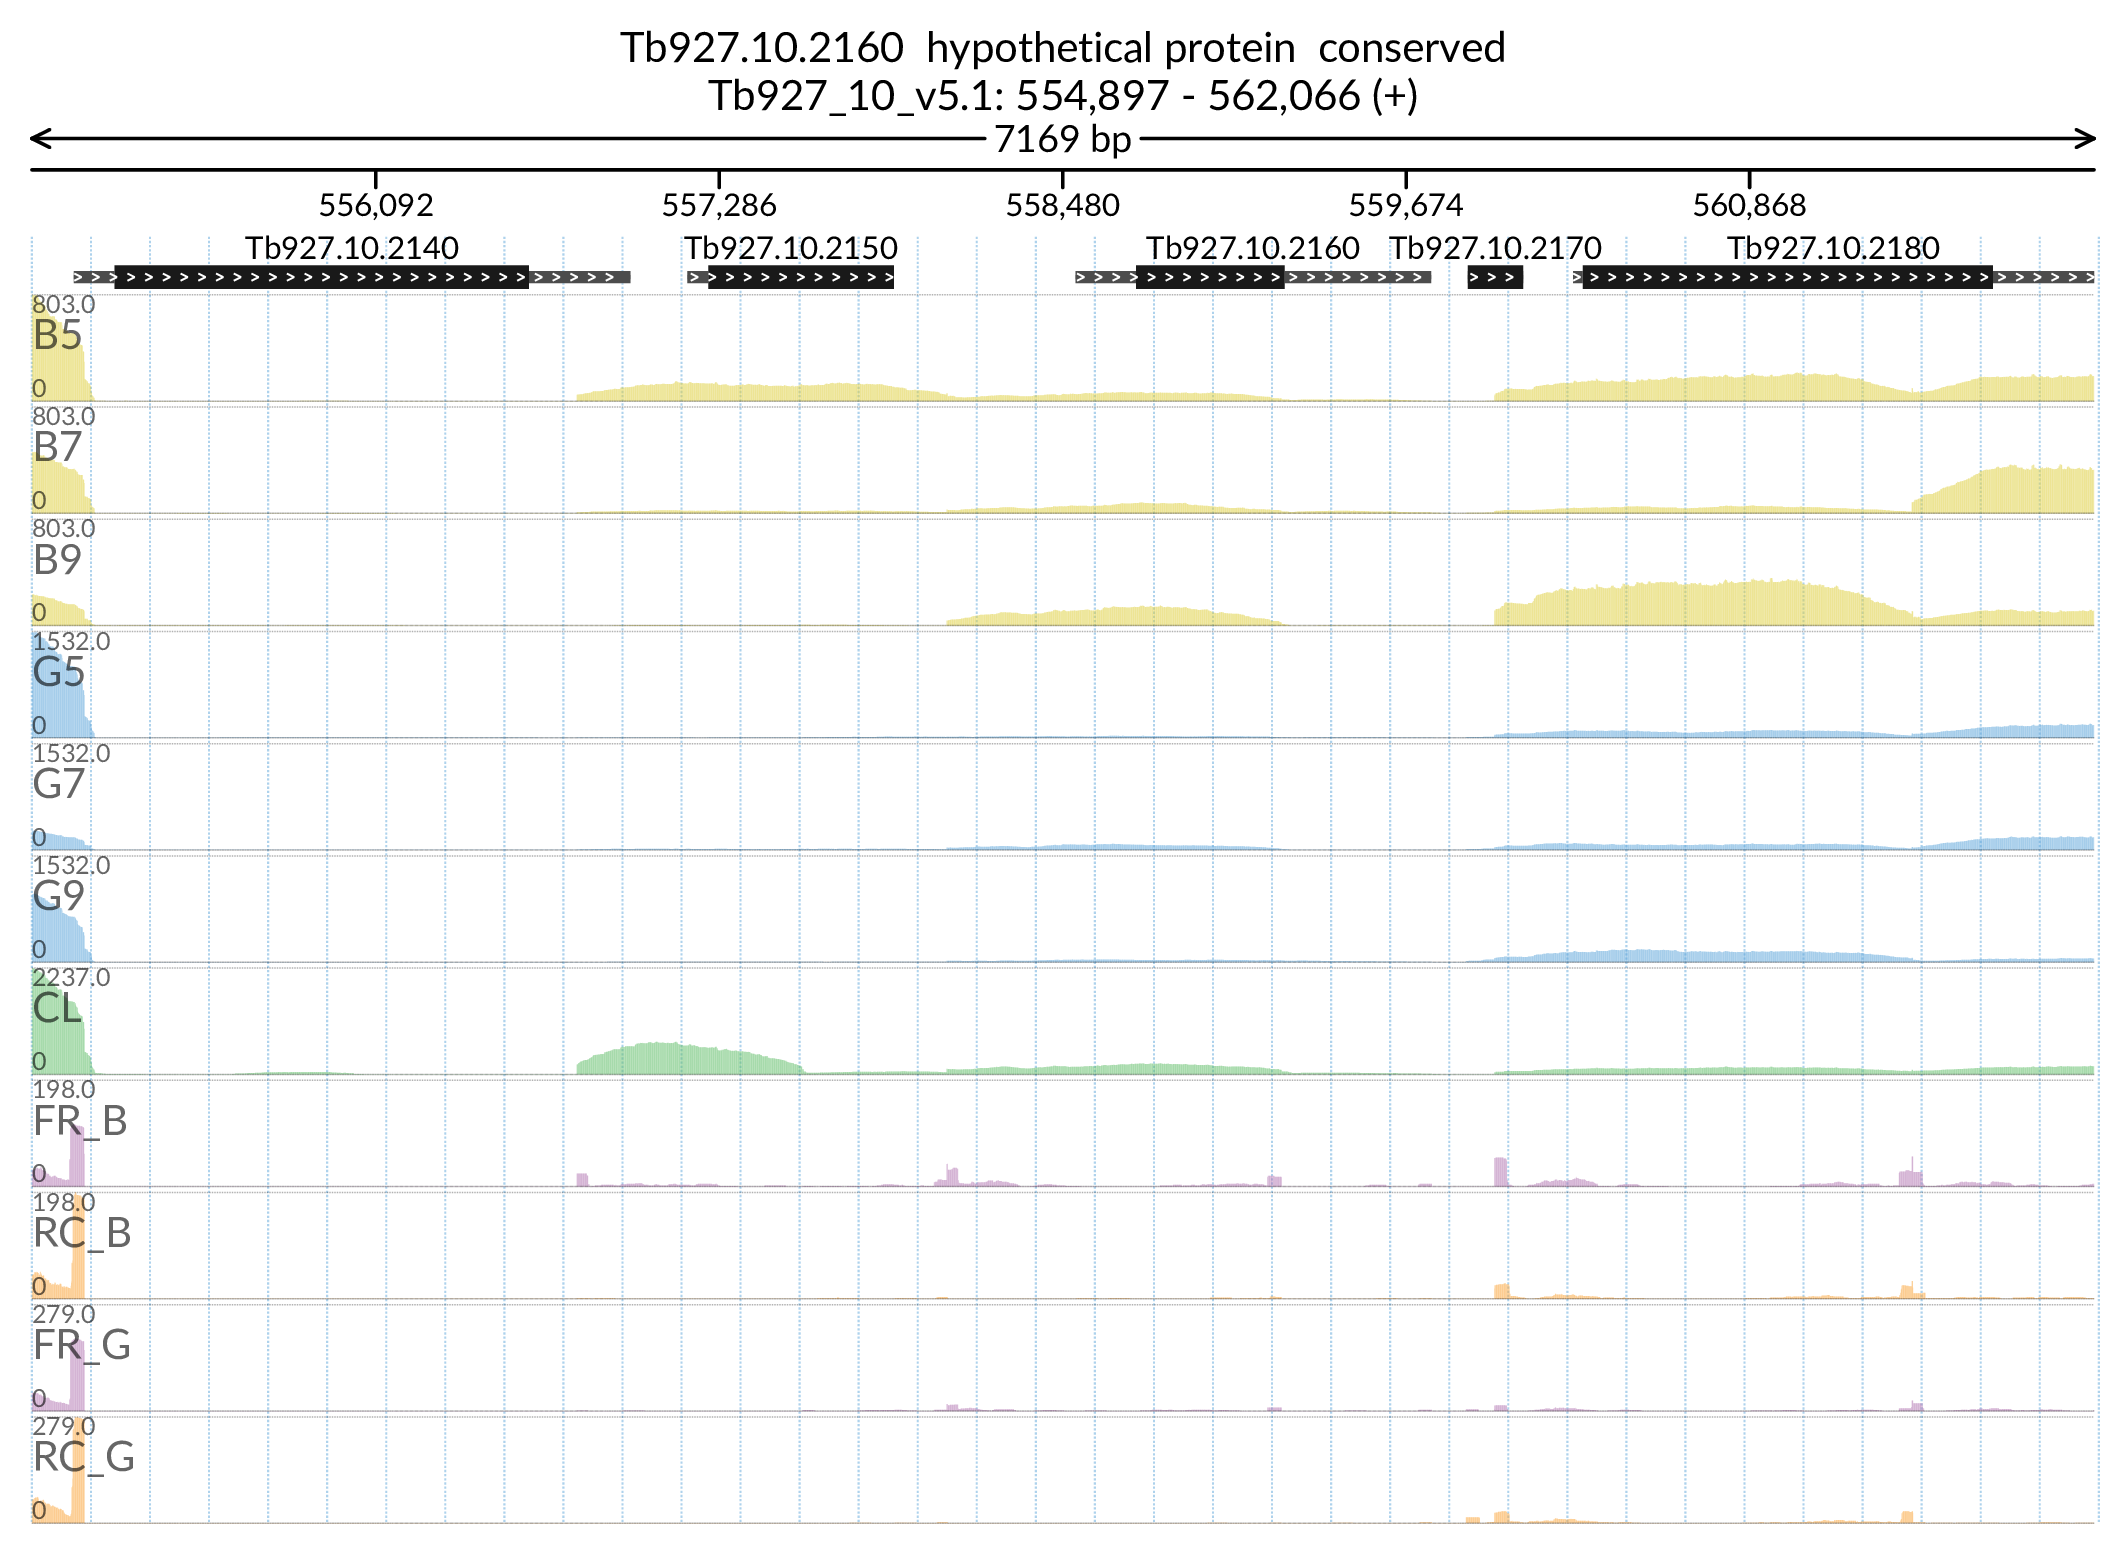 Tb927.10.2160  hypothetical protein  conserved
Tb927_10_v5.1: 554,897 - 562,066 (+)
7169 bp
556,092 557,286 558,480 559,674 560,868
Tb927.10.2140 Tb927.10.2150 Tb927.10.2160 Tb927.10.2170 Tb927.10.2180
803.0
B5
0
803.0
B7
0
803.0
B9
0
1532.0
G5
0
1532.0
G7
0
1532.0
G9
0
2237.0
CL
0
198.0
FR_B
0
198.0
RC_B
0
279.0
FR_G
0
279.0
RC_G
0